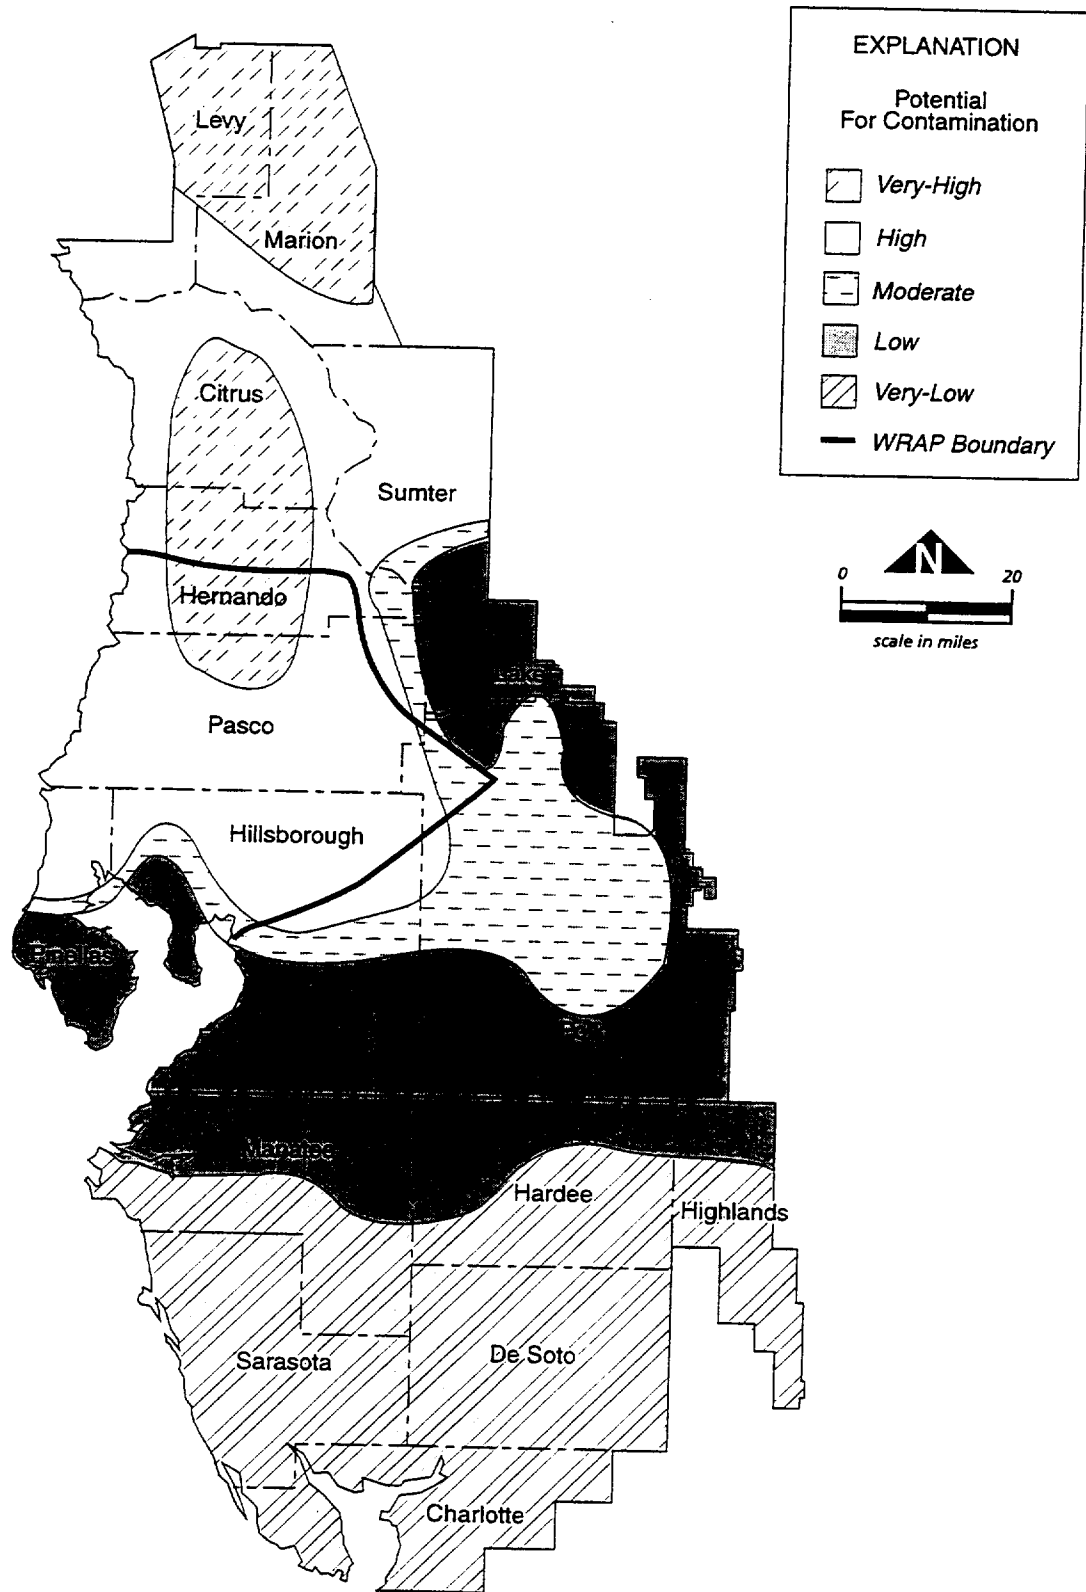 EXPLANATION
Potential
For Contamination
Very-High
High
Moderate
Low
Very-Low
WRAP Boundary
N
0
20
scale in miles
Levy
Marion
Citrus
Sumter
Hernando
Lake
Pasco
Hillsborough
Pinellas
Polk
Manatee
Hardee
Highlands
Sarasota
De Soto
Charlotte